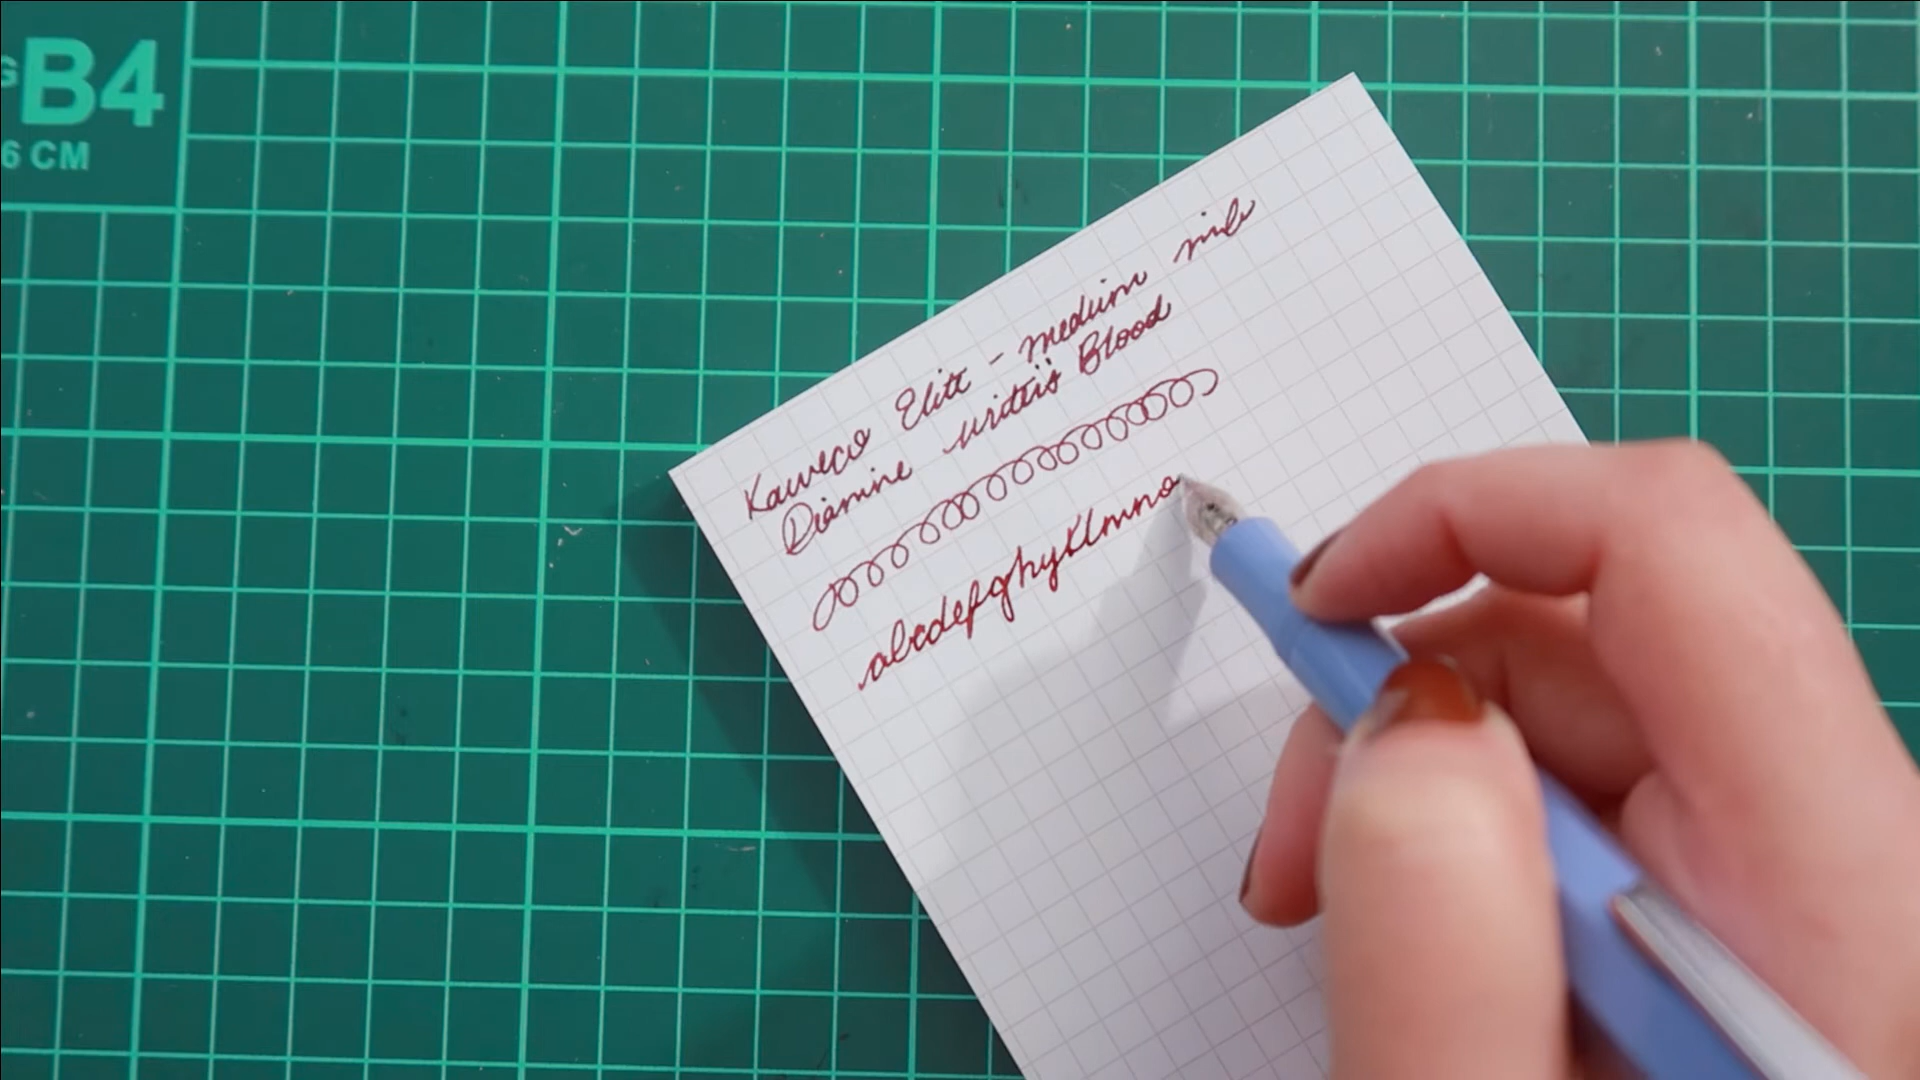 B4
6 CM
Kaweco Elite - medium nib
Diamine writer's Blood
abcdefghyklmno